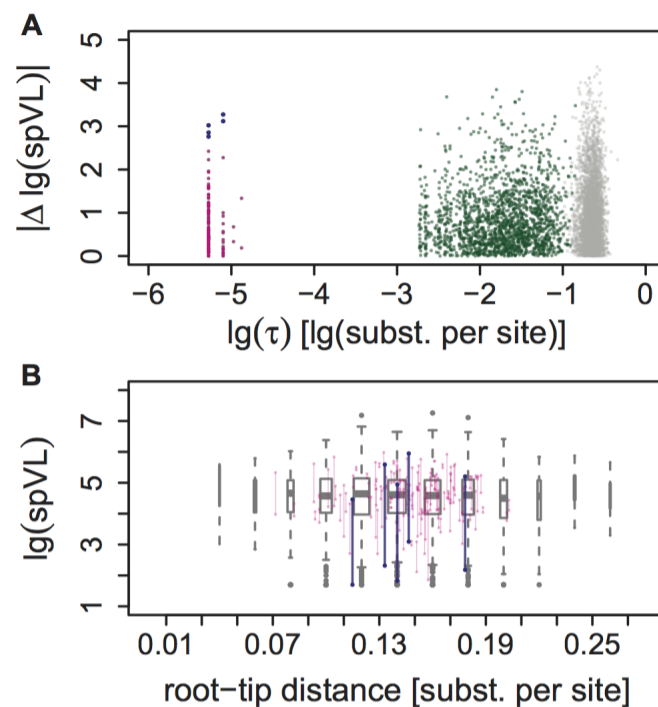 A
|Δ lg(spVL)|
5
4
3
2
1
0
−6 −5 −4 −3 −2 −1 0
lg(τ) [lg(subst. per site)]
B
lg(spVL)
7
5
3
1
0.01 0.07 0.13 0.19 0.25
root−tip distance [subst. per site]